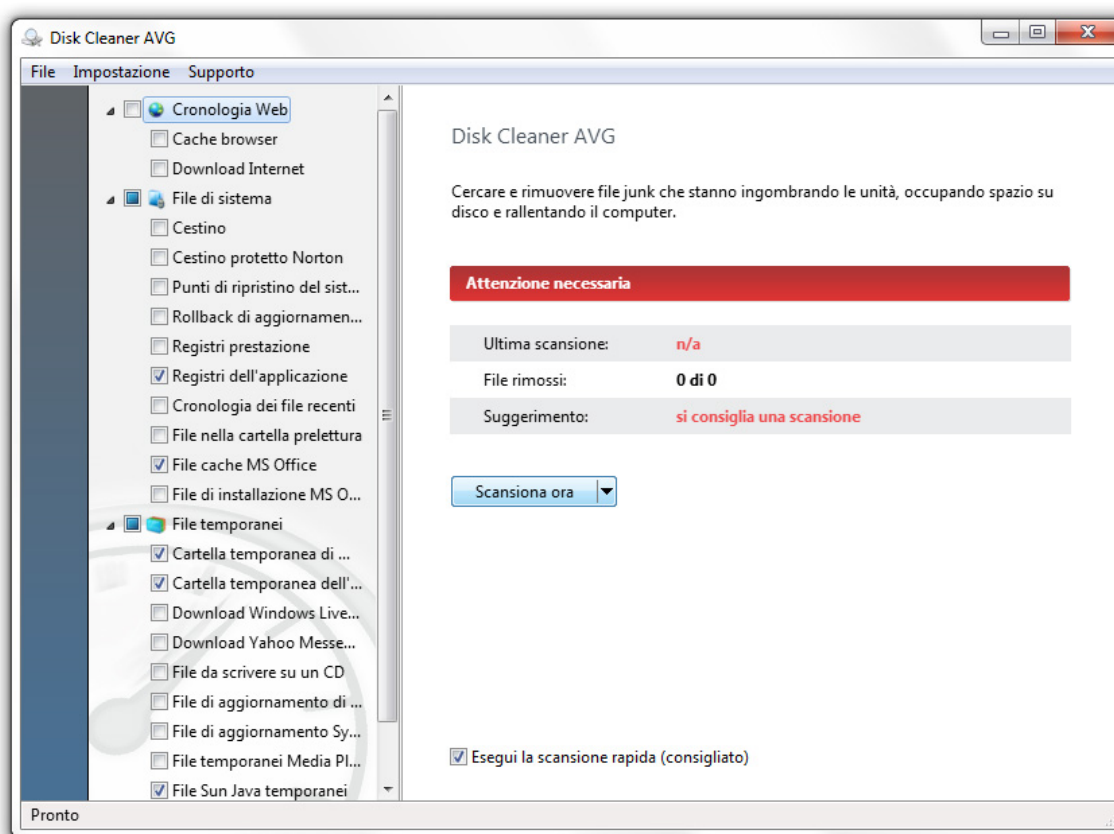 Disk Cleaner AVG
File Impostazione Supporto
Cronologia Web
Cache browser
Download Internet
File di sistema
Cestino
Cestino protetto Norton
Punti di ripristino del sist...
Rollback di aggiornamen...
Registri prestazione
Registri dell'applicazione
Cronologia dei file recenti
File nella cartella prelettura
File cache MS Office
File di installazione MS O...
File temporanei
Cartella temporanea di ...
Cartella temporanea dell'...
Download Windows Live...
Download Yahoo Messe...
File da scrivere su un CD
File di aggiornamento di ...
File di aggiornamento Sy...
File temporanei Media Pl...
File Sun Java temporanei
Disk Cleaner AVG
Cercare e rimuovere file junk che stanno ingombrando le unità, occupando spazio su
disco e rallentando il computer.
Attenzione necessaria
Ultima scansione: n/a
File rimossi: 0 di 0
Suggerimento: si consiglia una scansione
Scansiona ora
Esegui la scansione rapida (consigliato)
Pronto